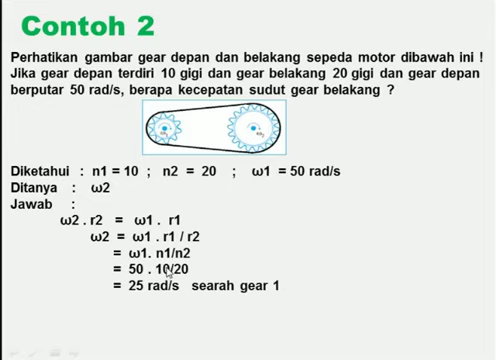 Contoh 2
Perhatikan gambar gear depan dan belakang sepeda motor dibawah ini !
Jika gear depan terdiri 10 gigi dan gear belakang 20 gigi dan gear depan
berputar 50 rad/s, berapa kecepatan sudut gear belakang ?
Diketahui : n1 = 10 ; n2 = 20 ; ω1 = 50 rad/s
Ditanya : ω2
Jawab :
ω2 . r2 = ω1 . r1
ω2 = ω1 . r1 / r2
= ω1. n1/n2
= 50 . 10/20
= 25 rad/s searah gear 1